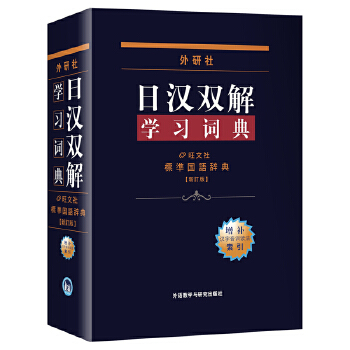 外研社
日汉双解
学习词典
旺文社
標準国語辞典
【新订版】
增补
索引
外语教学与研究出版社
外研社
日汉双解
学习词典
旺文社
標準国語辞典
【新订版】